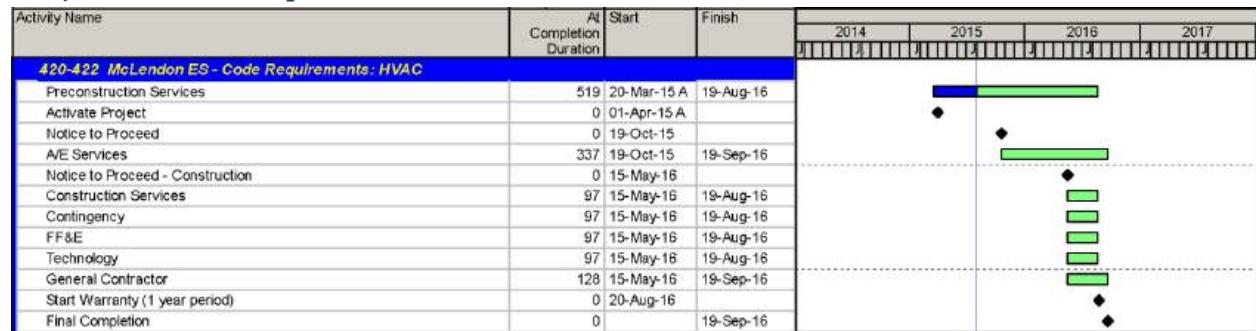 Activity Name At Completion Duration Start Finish
2014 2015 2016 2017
J J J J J J J
420-422 McLendon ES - Code Requirements: HVAC
Preconstruction Services 519 20-Mar-15 A 19-Aug-16
Activate Project 0 01-Apr-15 A
Notice to Proceed 0 19-Oct-15
A/E Services 337 19-Oct-15 19-Sep-16
Notice to Proceed - Construction 0 15-May-16
Construction Services 97 15-May-16 19-Aug-16
Contingency 97 15-May-16 19-Aug-16
FF&E 97 15-May-16 19-Aug-16
Technology 97 15-May-16 19-Aug-16
General Contractor 128 15-May-16 19-Sep-16
Start Warranty (1 year period) 0 20-Aug-16
Final Completion 0 19-Sep-16